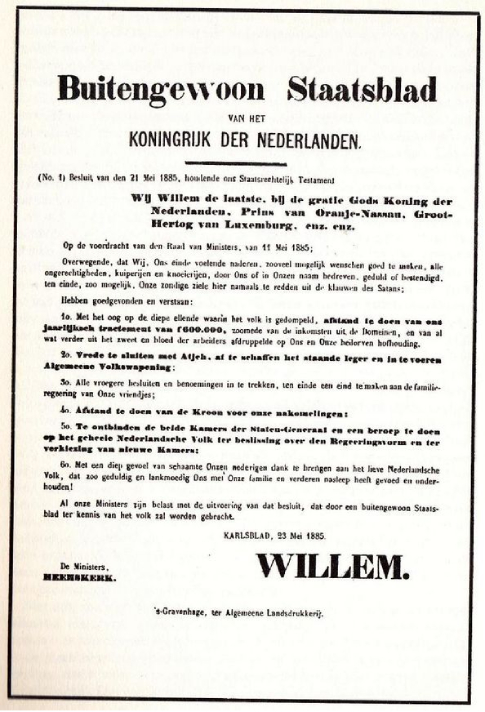 Buitengewoon Staatsblad
VAN HET
KONINGRIJK DER NEDERLANDEN.
(No. 1) Besluit van den 21 Mei 1885, houdende ons Staatsrechtelijk Testament
Wij Willem de laatste, bij de gratie Gods Koning der
Nederlanden, Prins van Oranje-Nassau, Groot-
Hertog van Luxemburg, enz. enz.
Op de voordracht van den Raad van Ministers, van 11 Mei 1885;
Overwegende, dat Wij, Ons einde voelende naderen, zooveel mogelijk wenschen goed te maken, alle
ongerechtigheden, kuiperijen en knoeierijen, door Ons of in Onzen naam bedreven, geduld of bestendigd,
ten einde, zoo mogelijk, Onze zondige ziele hier namaals te redden uit de klauwen des Satans;
Hebben goedgevonden en verstaan:
1o. Met het oog op de diepe ellende waarin het volk is gedompeld, afstand te doen van ons
jaarlijksch tractement van f 600.000, zoomede van de inkomsten uit de Domeinen, en van al
wat verder uit het zweet en bloed der arbeiders afdruppelde op Ons en Onze bedorven hofhouding.
2o. Vrede te sluiten met Atjeh, af te schaffen het staande leger en in te voeren
Algemeene Volkswapening;
3o. Alle vroegere besluiten en benoemingen in te trekken, ten einde een eind te maken aan de familie-
regeering van Onze vriendjes;
4o. Afstand te doen van de Kroon voor onze nakomelingen;
5o. Te ontbinden de beide Kamers der Staten-Generaal en een beroep te doen
op het geheele Nederlandsche Volk ter beslissing over den Regeeringsvorm en ter
verkiezing van nieuwe Kamers;
6o. Met een diep gevoel van schaamte Onzen nederigen dank te brengen aan het lieve Nederlandsche
Volk, dat zoo geduldig en lankmoedig Ons met Onze familie en verderen nasleep heeft gevoed en onder-
houden!
Al onze Ministers zijn belast met de uitvoering van dat besluit, dat door een buitengewoon Staats-
blad ter kennis van het volk zal worden gebracht.
KARLSBAD, 23 Mei 1885.
De Ministers,
HEEMSKERK.
WILLEM.
's-Gravenhage, ter Algemeene Landsdrukkerij.